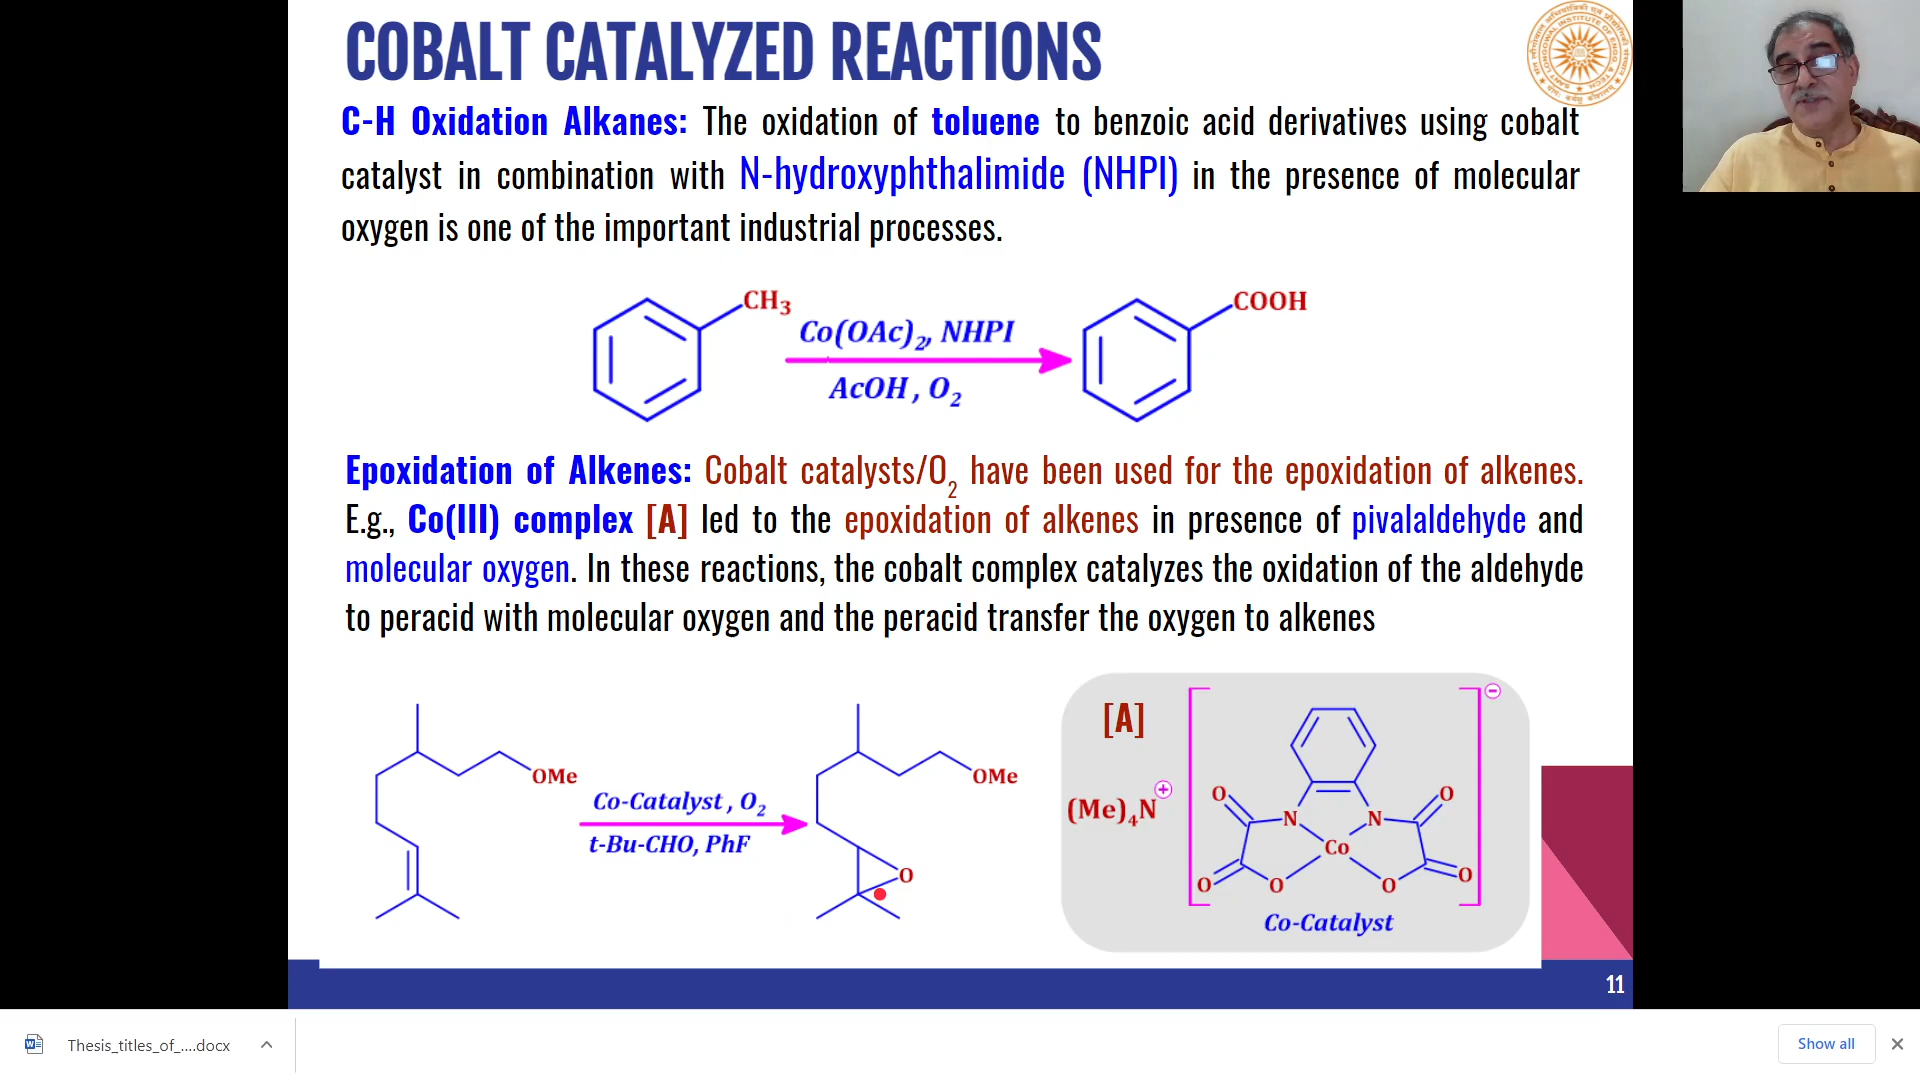 COBALT CATALYZED REACTIONS
C-H Oxidation Alkanes: The oxidation of toluene to benzoic acid derivatives using cobalt
catalyst in combination with N-hydroxyphthalimide (NHPI) in the presence of molecular
oxygen is one of the important industrial processes.
CH3
Co(OAc)2, NHPI
AcOH , O2
COOH
Epoxidation of Alkenes: Cobalt catalysts/O2 have been used for the epoxidation of alkenes.
E.g., Co(III) complex [A] led to the epoxidation of alkenes in presence of pivalaldehyde and
molecular oxygen. In these reactions, the cobalt complex catalyzes the oxidation of the aldehyde
to peracid with molecular oxygen and the peracid transfer the oxygen to alkenes
OMe
Co-Catalyst , O2
t-Bu-CHO, PhF
OMe
O
[A]
(Me)4N+
−
O
O
N
N
Co
O
O
O
O
Co-Catalyst
11
Thesis_titles_of_....docx
Show all